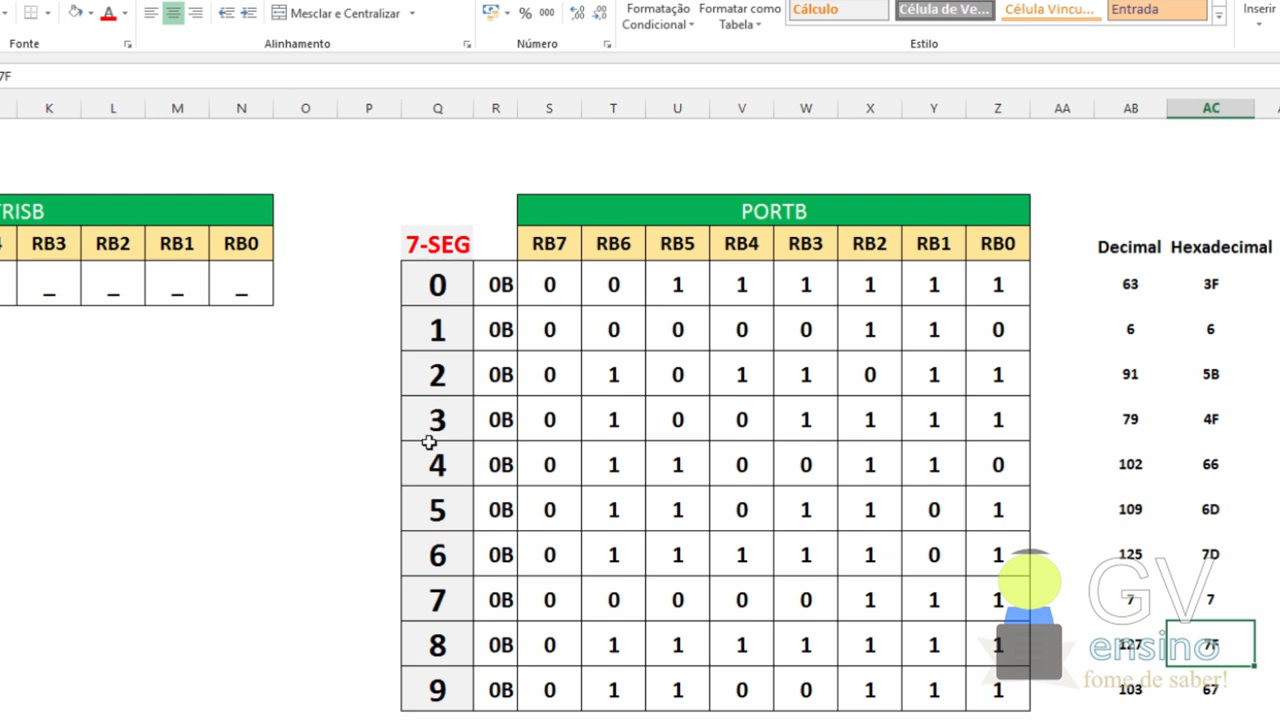 Mesclar e Centralizar
% 000
Formatação
Condicional
Formatar como
Tabela
Cálculo
Célula de Ve...
Célula Vincu...
Entrada
Inserir
Fonte
Alinhamento
Número
Estilo
7F
K L M N O P Q R S T U V W X Y Z AA AB AC
RISB
PORTB
RB3 RB2 RB1 RB0
7-SEG RB7 RB6 RB5 RB4 RB3 RB2 RB1 RB0 Decimal Hexadecimal
_ _ _ _
0 0B 0 0 1 1 1 1 1 1 63 3F
1 0B 0 0 0 0 0 1 1 0 6 6
2 0B 0 1 0 1 1 0 1 1 91 5B
3 0B 0 1 0 0 1 1 1 1 79 4F
4 0B 0 1 1 0 0 1 1 0 102 66
5 0B 0 1 1 0 1 1 0 1 109 6D
6 0B 0 1 1 1 1 1 0 1 125 7D
7 0B 0 0 0 0 0 1 1 1 7 7
8 0B 0 1 1 1 1 1 1 1 127 7F
9 0B 0 1 1 0 0 1 1 1 103 67
GV
ensino
fome de saber!